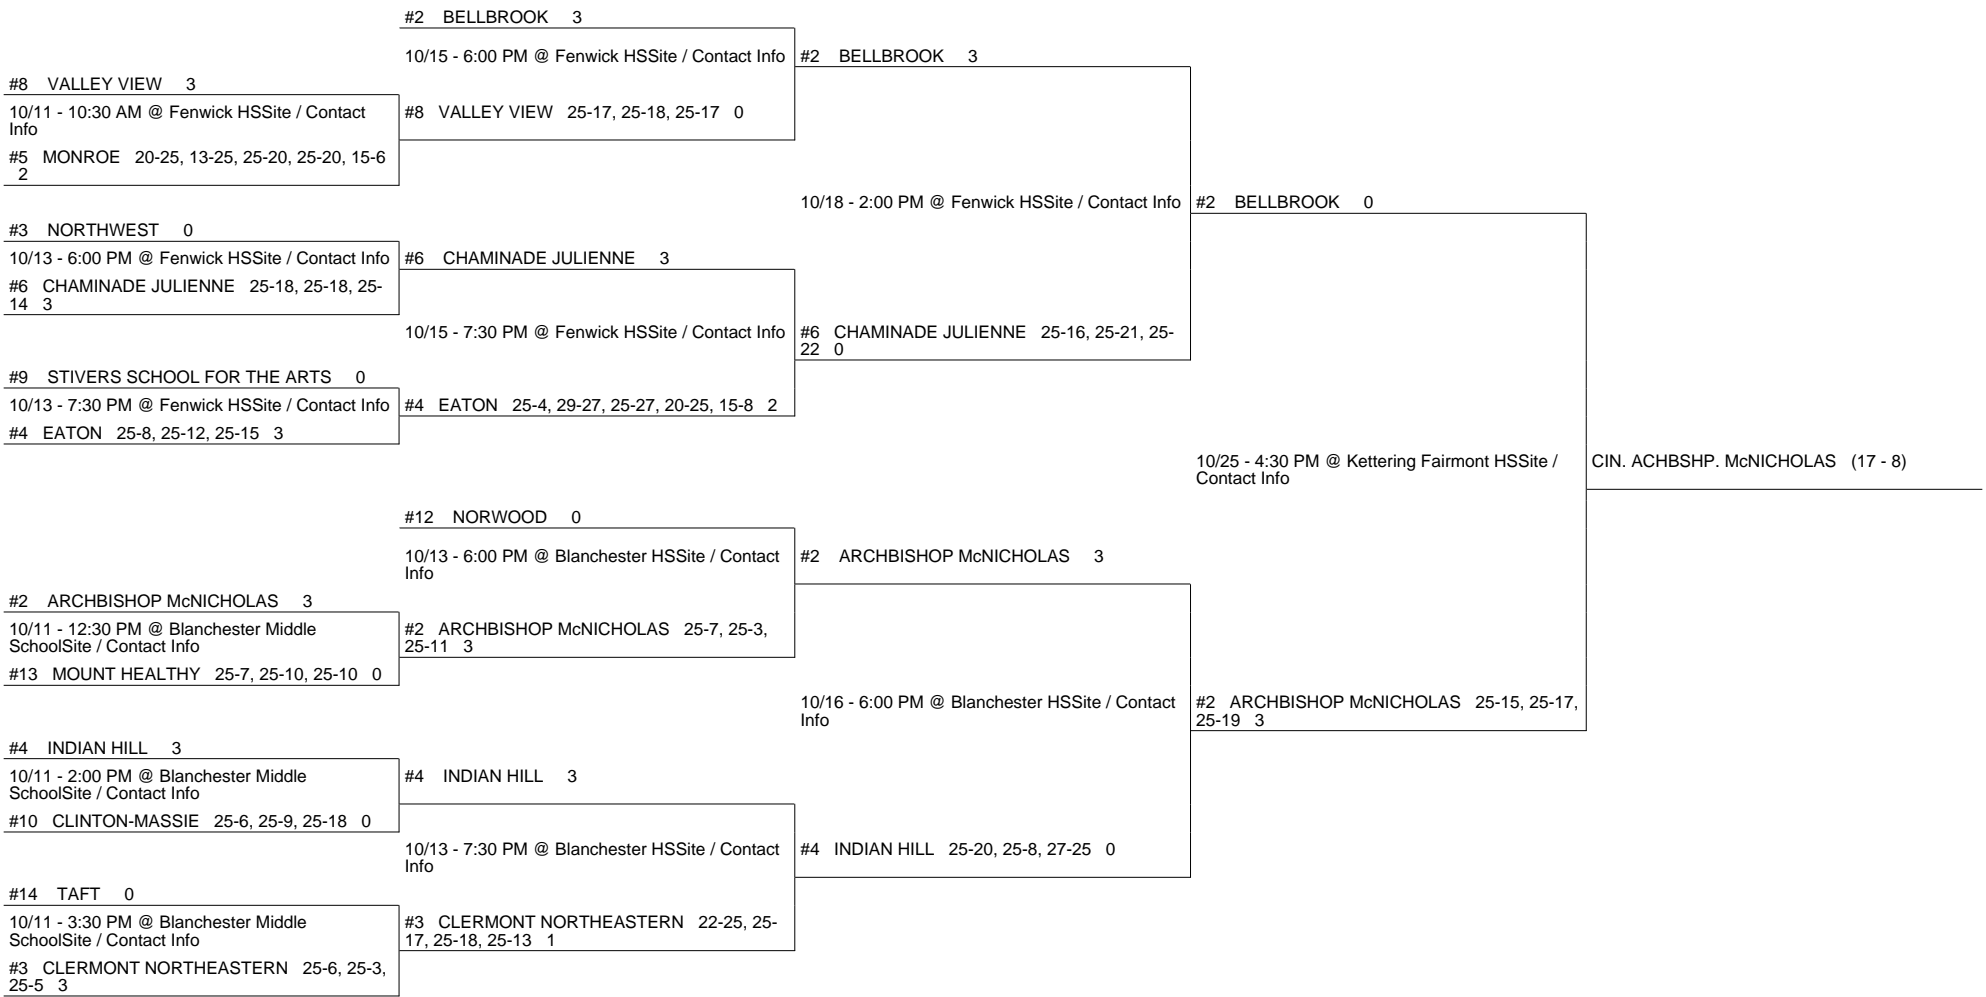 #2 BELLBROOK 3
10/15 - 6:00 PM @ Fenwick HSSite / Contact Info
#2 BELLBROOK 3
#8 VALLEY VIEW 3
10/11 - 10:30 AM @ Fenwick HSSite / Contact
Info
#8 VALLEY VIEW 25-17, 25-18, 25-17 0
#5 MONROE 20-25, 13-25, 25-20, 25-20, 15-6
2
10/18 - 2:00 PM @ Fenwick HSSite / Contact Info
#2 BELLBROOK 0
#3 NORTHWEST 0
10/13 - 6:00 PM @ Fenwick HSSite / Contact Info
#6 CHAMINADE JULIENNE 3
#6 CHAMINADE JULIENNE 25-18, 25-18, 25-
14 3
10/15 - 7:30 PM @ Fenwick HSSite / Contact Info
#6 CHAMINADE JULIENNE 25-16, 25-21, 25-
22 0
#9 STIVERS SCHOOL FOR THE ARTS 0
10/13 - 7:30 PM @ Fenwick HSSite / Contact Info
#4 EATON 25-4, 29-27, 25-27, 20-25, 15-8 2
#4 EATON 25-8, 25-12, 25-15 3
10/25 - 4:30 PM @ Kettering Fairmont HSSite /
Contact Info
CIN. ACHBSHP. McNICHOLAS (17 - 8)
#12 NORWOOD 0
10/13 - 6:00 PM @ Blanchester HSSite / Contact
Info
#2 ARCHBISHOP McNICHOLAS 3
#2 ARCHBISHOP McNICHOLAS 3
10/11 - 12:30 PM @ Blanchester Middle
SchoolSite / Contact Info
#2 ARCHBISHOP McNICHOLAS 25-7, 25-3,
25-11 3
#13 MOUNT HEALTHY 25-7, 25-10, 25-10 0
10/16 - 6:00 PM @ Blanchester HSSite / Contact
Info
#2 ARCHBISHOP McNICHOLAS 25-15, 25-17,
25-19 3
#4 INDIAN HILL 3
10/11 - 2:00 PM @ Blanchester Middle
SchoolSite / Contact Info
#4 INDIAN HILL 3
#10 CLINTON-MASSIE 25-6, 25-9, 25-18 0
10/13 - 7:30 PM @ Blanchester HSSite / Contact
Info
#4 INDIAN HILL 25-20, 25-8, 27-25 0
#14 TAFT 0
10/11 - 3:30 PM @ Blanchester Middle
SchoolSite / Contact Info
#3 CLERMONT NORTHEASTERN 22-25, 25-
17, 25-18, 25-13 1
#3 CLERMONT NORTHEASTERN 25-6, 25-3,
25-5 3